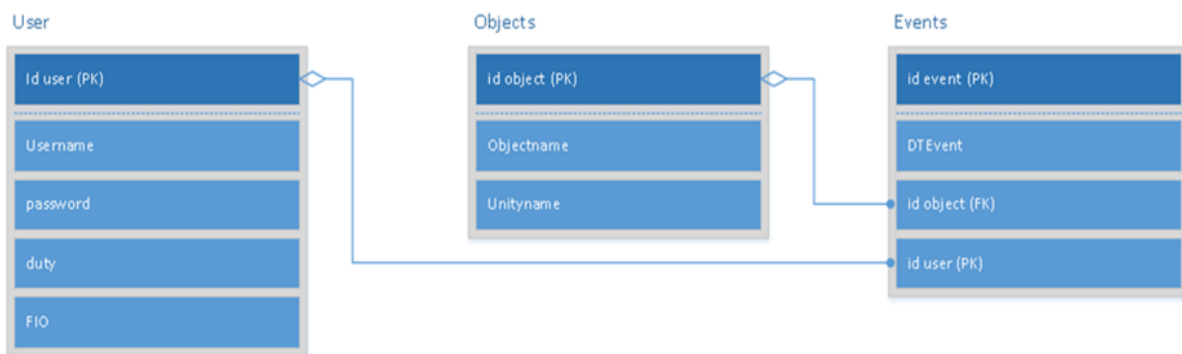 User
Id user (PK)
Username
password
duty
FIO
Objects
id object (PK)
Objectname
Unityname
Events
id event (PK)
DTEvent
id object (FK)
id user (PK)